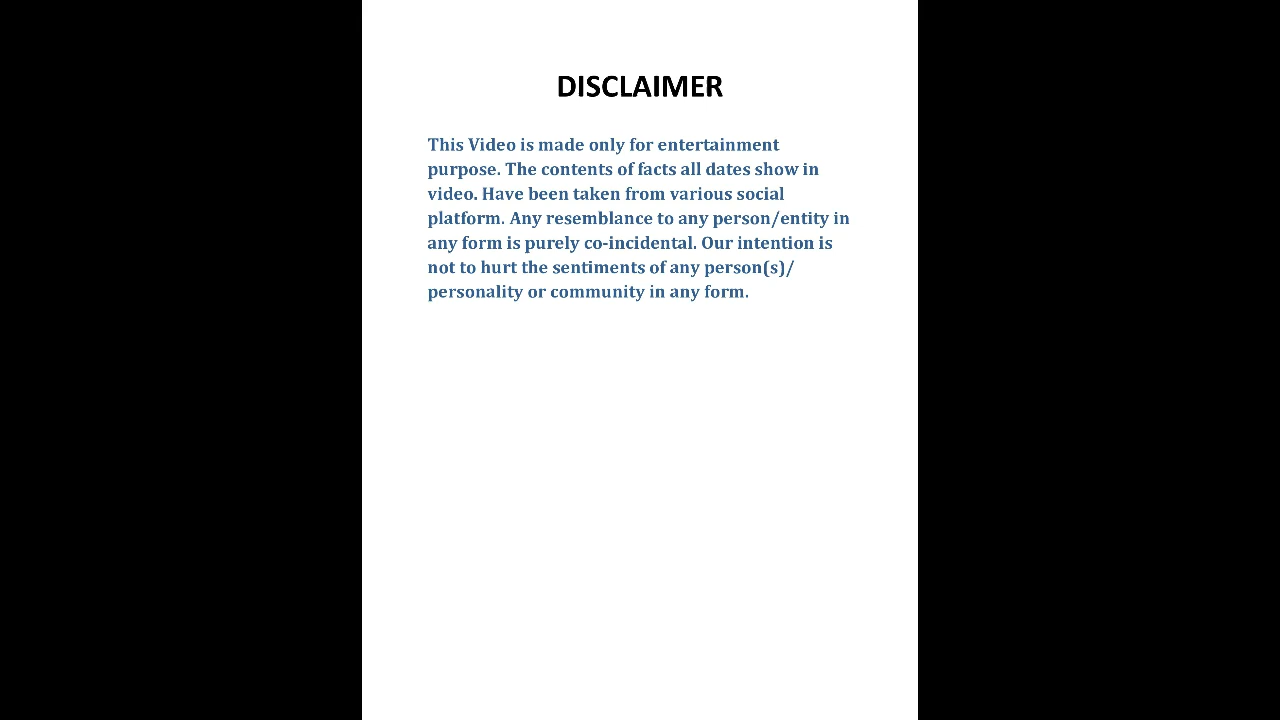 DISCLAIMER
This Video is made only for entertainment
purpose. The contents of facts all dates show in
video. Have been taken from various social
platform. Any resemblance to any person/entity in
any form is purely co-incidental. Our intention is
not to hurt the sentiments of any person(s)/
personality or community in any form.